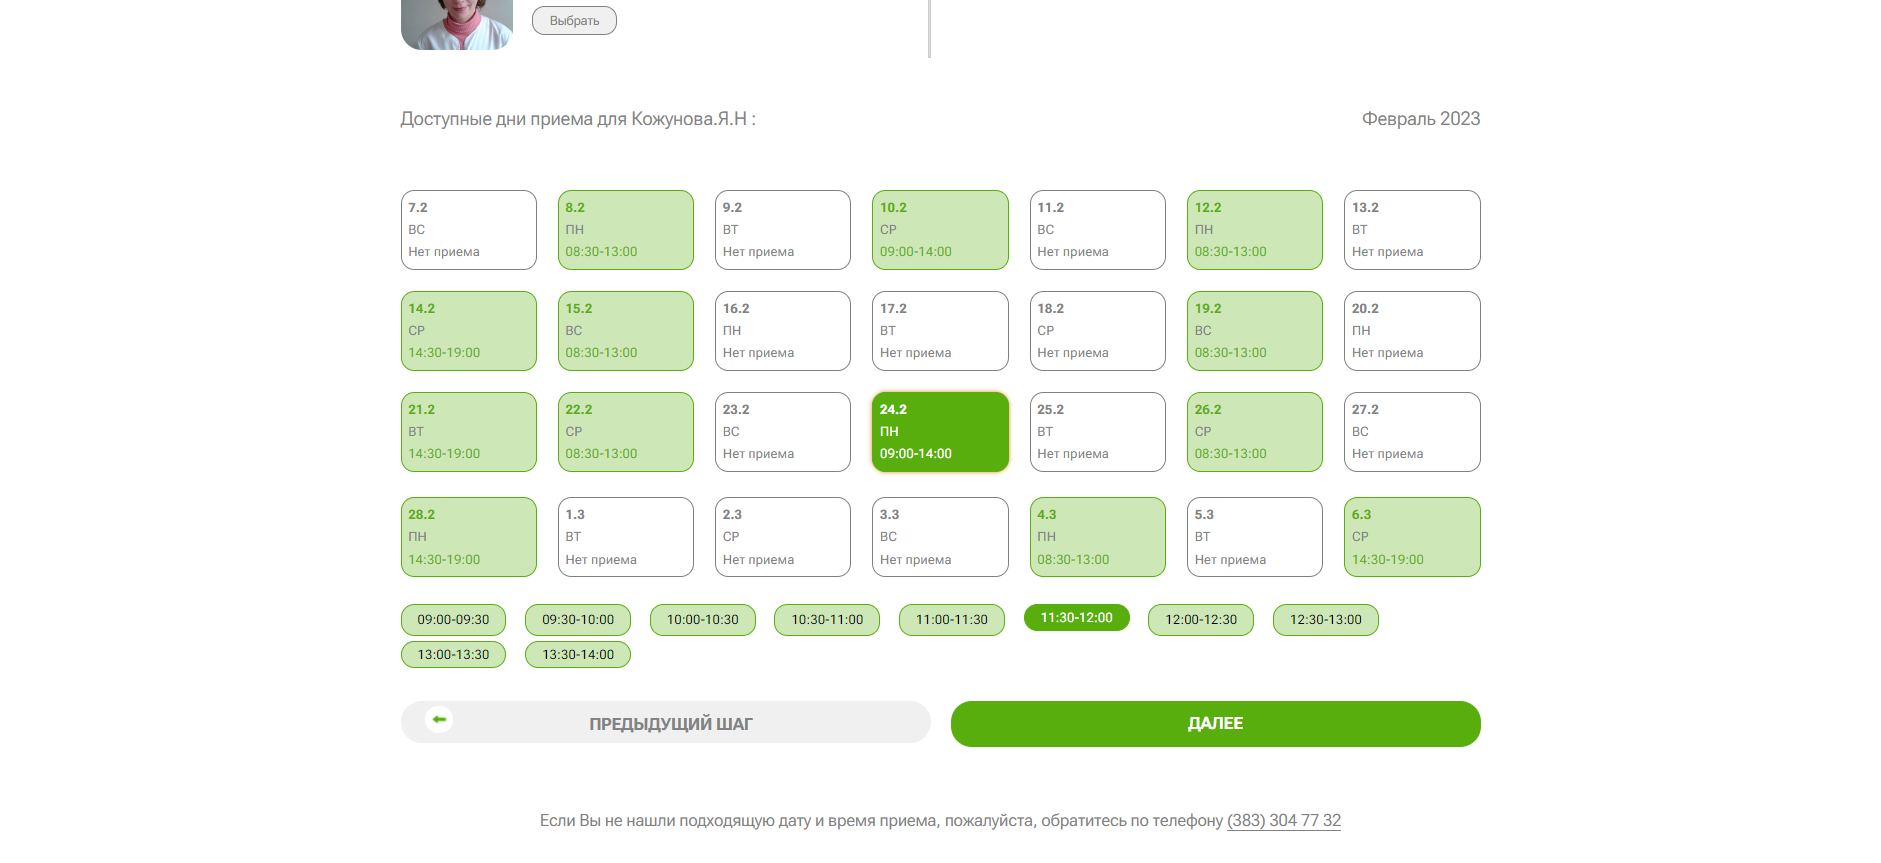 Выбрать
Доступные дни приема для Кожунова.Я.Н :
Февраль 2023
7.2
ВС
Нет приема
8.2
ПН
08:30-13:00
9.2
ВТ
Нет приема
10.2
СР
09:00-14:00
11.2
ВС
Нет приема
12.2
ПН
08:30-13:00
13.2
ВТ
Нет приема
14.2
СР
14:30-19:00
15.2
ВС
08:30-13:00
16.2
ПН
Нет приема
17.2
ВТ
Нет приема
18.2
СР
Нет приема
19.2
ВС
08:30-13:00
20.2
ПН
Нет приема
21.2
ВТ
14:30-19:00
22.2
СР
08:30-13:00
23.2
ВС
Нет приема
24.2
ПН
09:00-14:00
25.2
ВТ
Нет приема
26.2
СР
08:30-13:00
27.2
ВС
Нет приема
28.2
ПН
14:30-19:00
1.3
ВТ
Нет приема
2.3
СР
Нет приема
3.3
ВС
Нет приема
4.3
ПН
08:30-13:00
5.3
ВТ
Нет приема
6.3
СР
14:30-19:00
09:00-09:30
09:30-10:00
10:00-10:30
10:30-11:00
11:00-11:30
11:30-12:00
12:00-12:30
12:30-13:00
13:00-13:30
13:30-14:00
ПРЕДЫДУЩИЙ ШАГ
ДАЛЕЕ
Если Вы не нашли подходящую дату и время приема, пожалуйста, обратитесь по телефону (383) 304 77 32